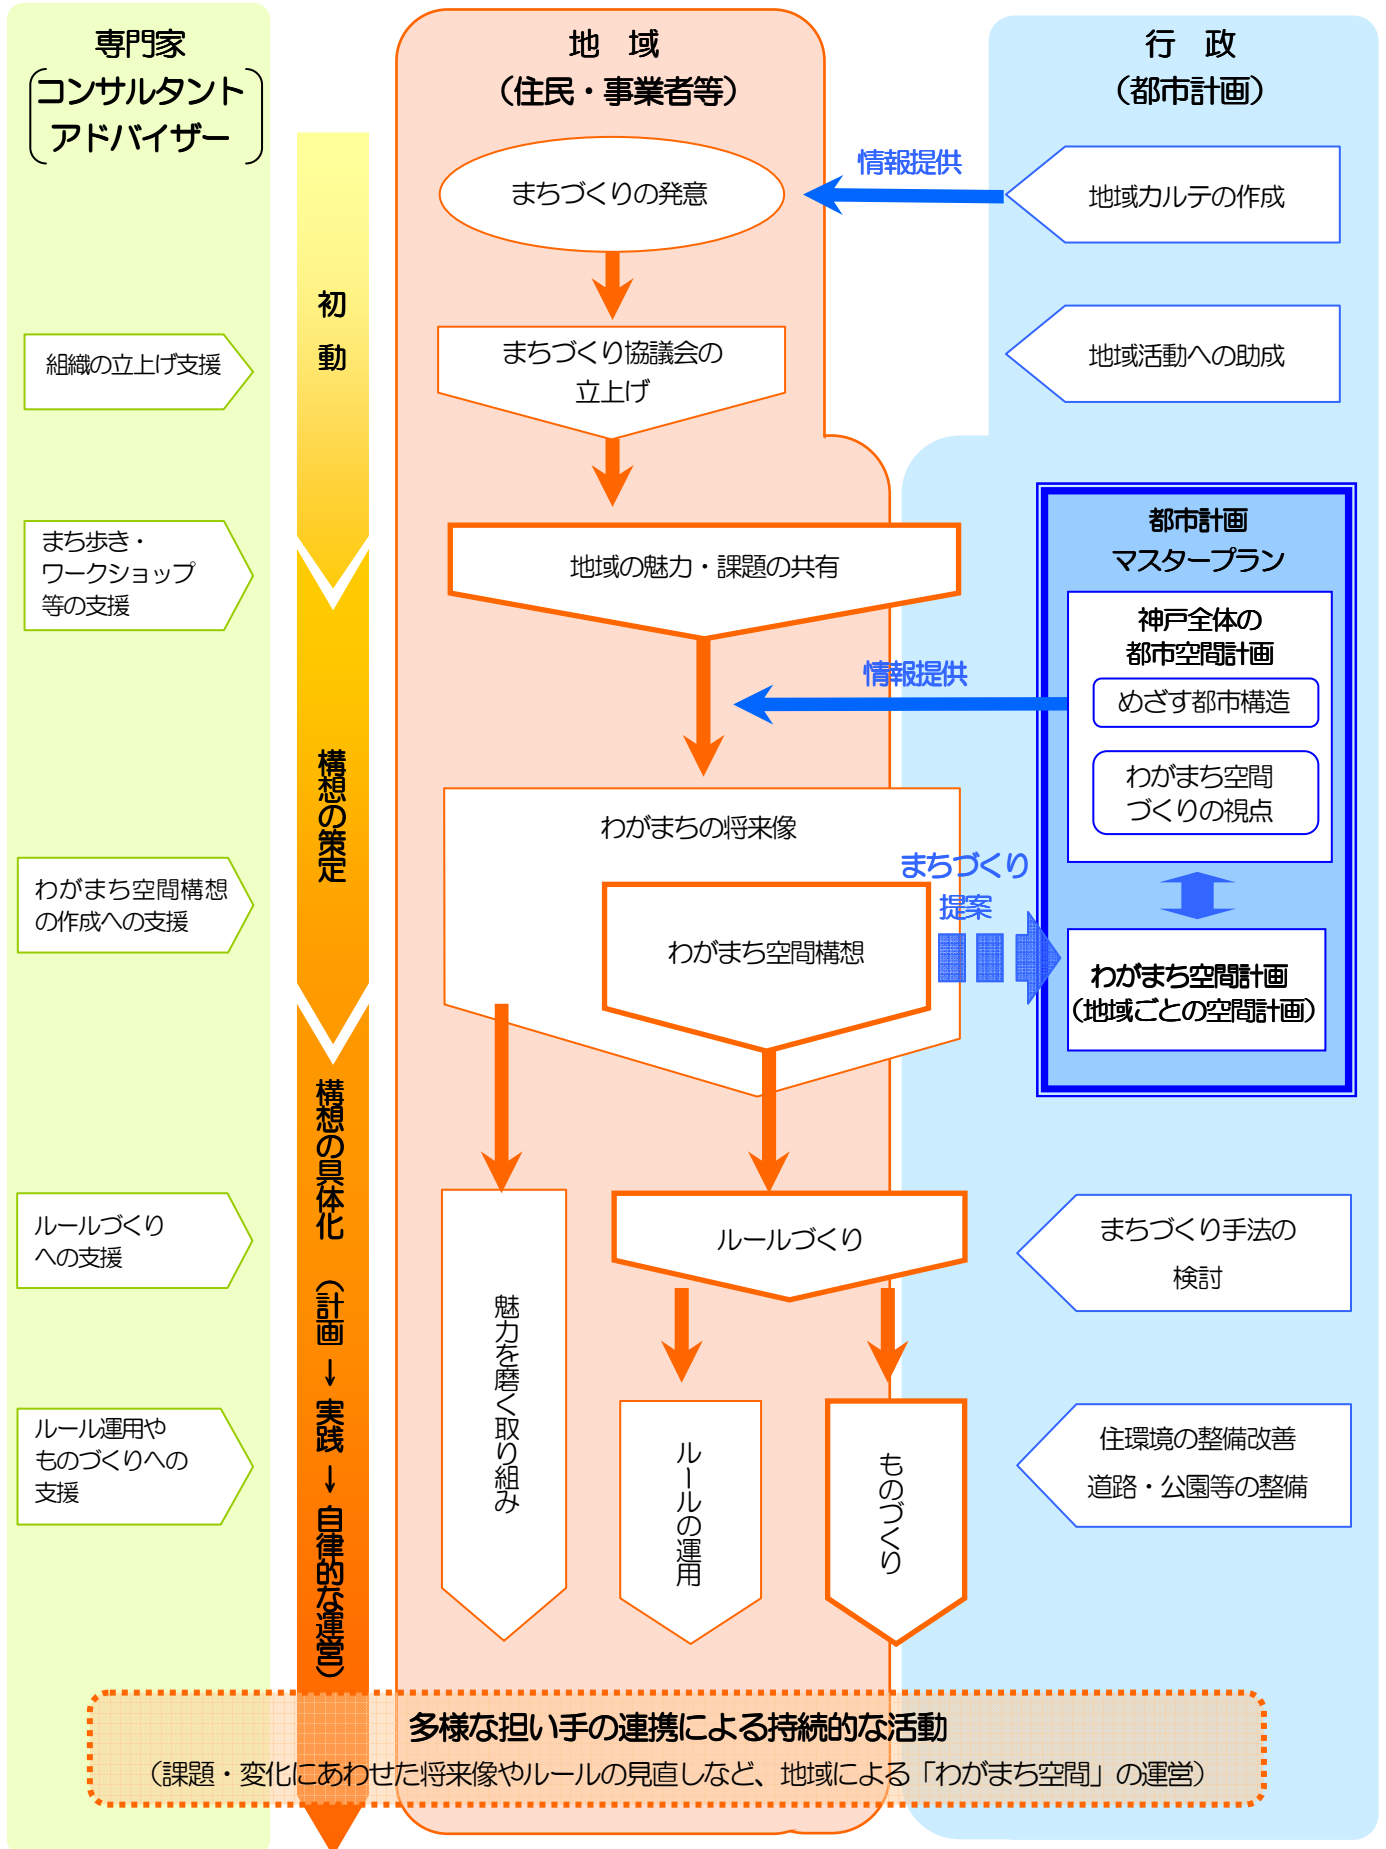 専門家
コンサルタント
アドバイザー
地　域
（住民・事業者等）
行　政
（都市計画）
初
動
構想の策定
構想の具体化　（計画→実践→自律的な運営）
組織の立上げ支援
まち歩き・
ワークショップ
等の支援
わがまち空間構想
の作成への支援
ルールづくり
への支援
ルール運用や
ものづくりへの
支援
まちづくりの発意
まちづくり協議会の
立上げ
地域の魅力・課題の共有
わがまちの将来像
わがまち空間構想
魅力を磨く取り組み
ルールづくり
ルールの運用
ものづくり
情報提供
情報提供
まちづくり
提案
地域カルテの作成
地域活動への助成
都市計画
マスタープラン
神戸全体の
都市空間計画
めざす都市構造
わがまち空間
づくりの視点
わがまち空間計画
（地域ごとの空間計画）
まちづくり手法の
検討
住環境の整備改善
道路・公園等の整備
多様な担い手の連携による持続的な活動
（課題・変化にあわせた将来像やルールの見直しなど、地域による「わがまち空間」の運営）